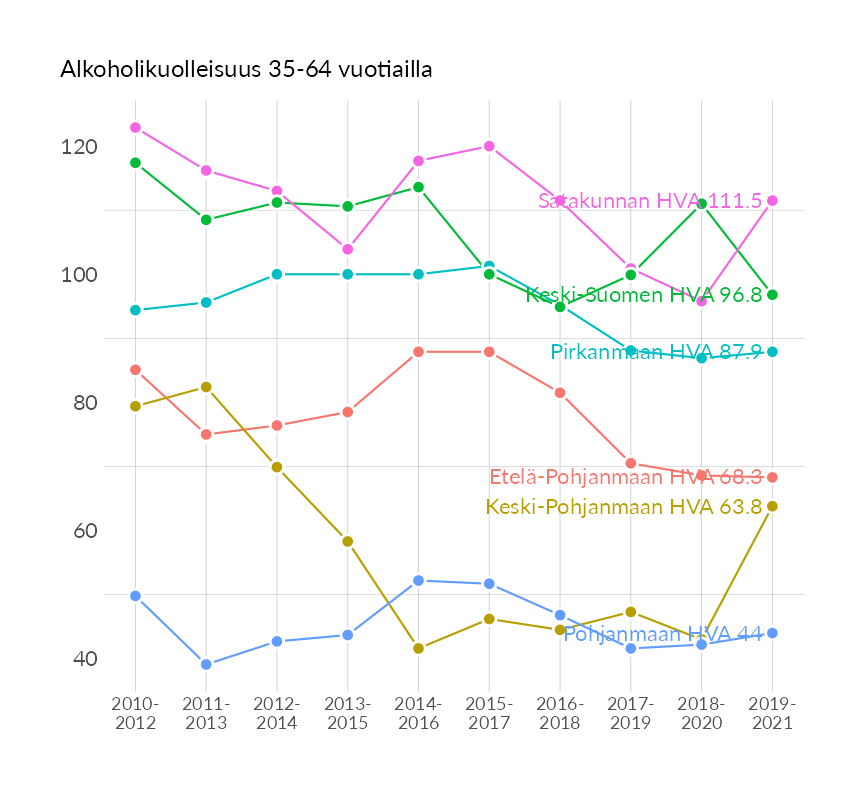 Alkoholikuolleisuus 35-64 vuotiailla
120
Satakunnan HVA 111.5
100
Keski-Suomen HVA 96.8
Pirkanmaan HVA 87.9
80
Etelä-Pohjanmaan HVA 68.3
Keski-Pohjanmaan HVA 63.8
60
Pohjanmaan HVA 44
40
2010- 2011- 2012- 2013- 2014- 2015- 2016- 2017- 2018- 2019-
2012 2013 2014 2015 2016 2017 2018 2019 2020 2021